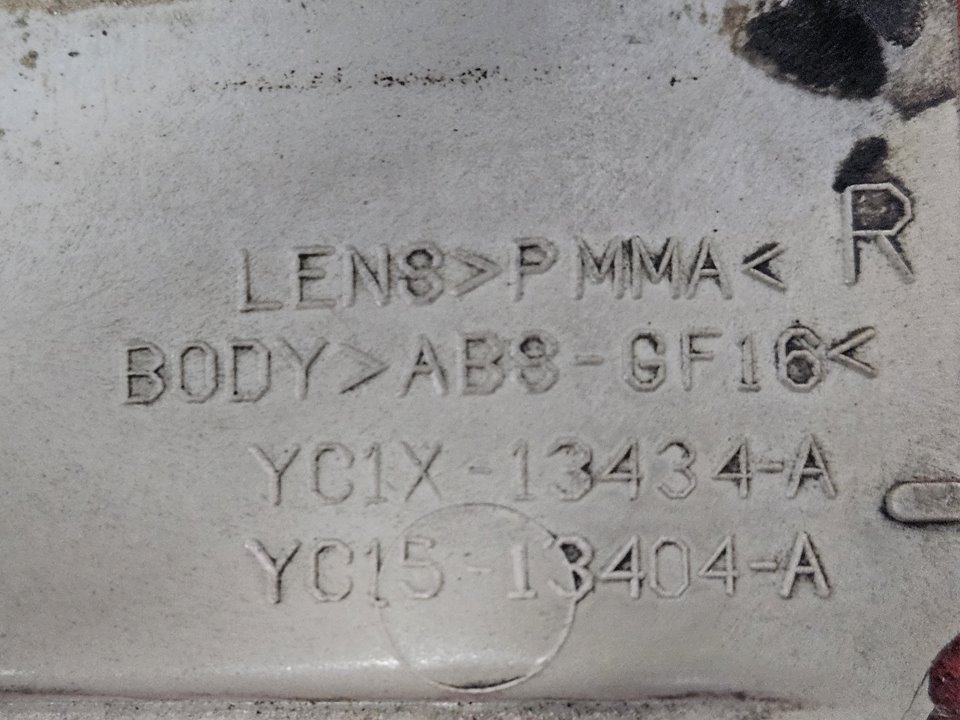 R
LENS>PMMA<
BODY>ABS-GF16<
YC1X-13434-A
YC15-13404-A